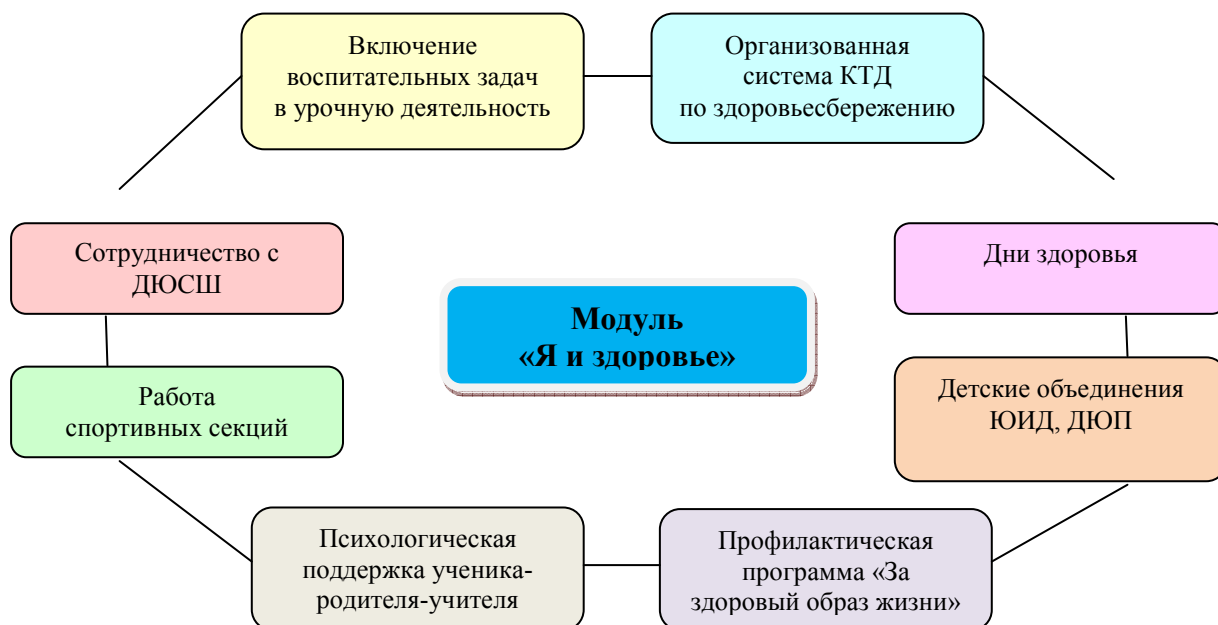 Включение
воспитательных задач
в урочную деятельность
Организованная
система КТД
по здоровьесбережению
Сотрудничество с
ДЮСШ
Дни здоровья
Модуль
«Я и здоровье»
Работа
спортивных секций
Детские объединения
ЮИД, ДЮП
Психологическая
поддержка ученика-
родителя-учителя
Профилактическая
программа «За
здоровый образ жизни»